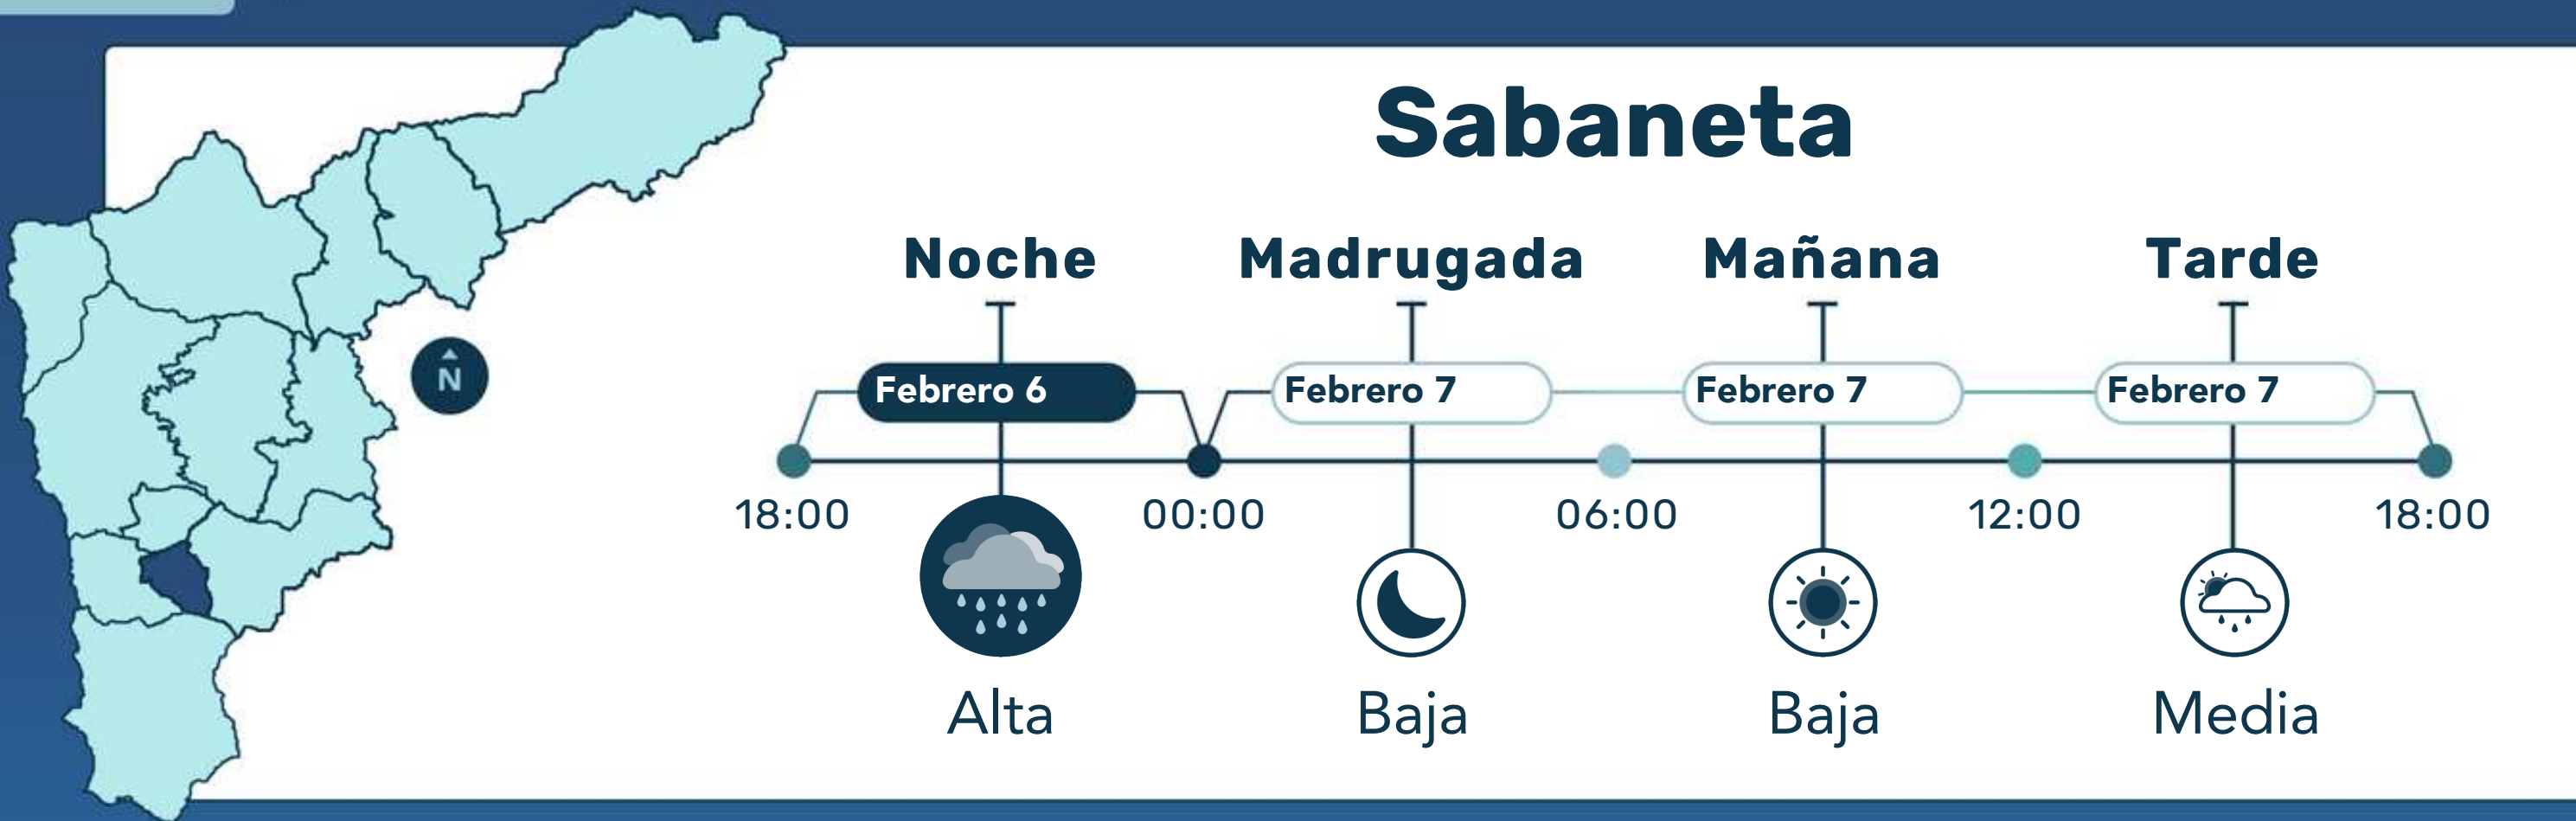 Sabaneta
Noche Madrugada Mañana Tarde
Febrero 6 Febrero 7 Febrero 7 Febrero 7
N
18:00 00:00 06:00 12:00 18:00
Alta Baja Baja Media